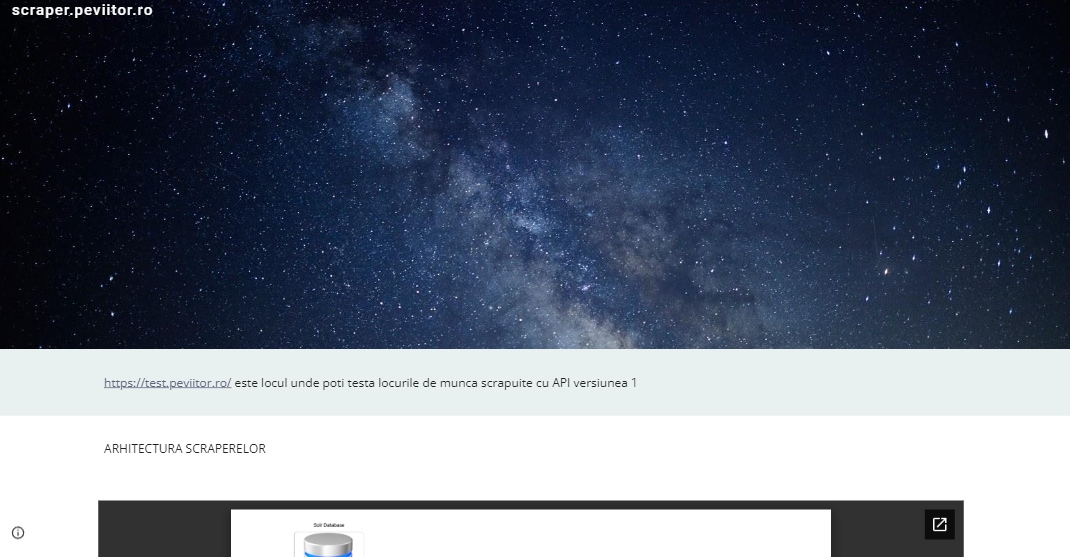 scraper.peviitor.ro
https://test.peviitor.ro/ este locul unde poti testa locurile de munca scrapuite cu API versiunea 1
ARHITECTURA SCRAPERELOR
Solr Database